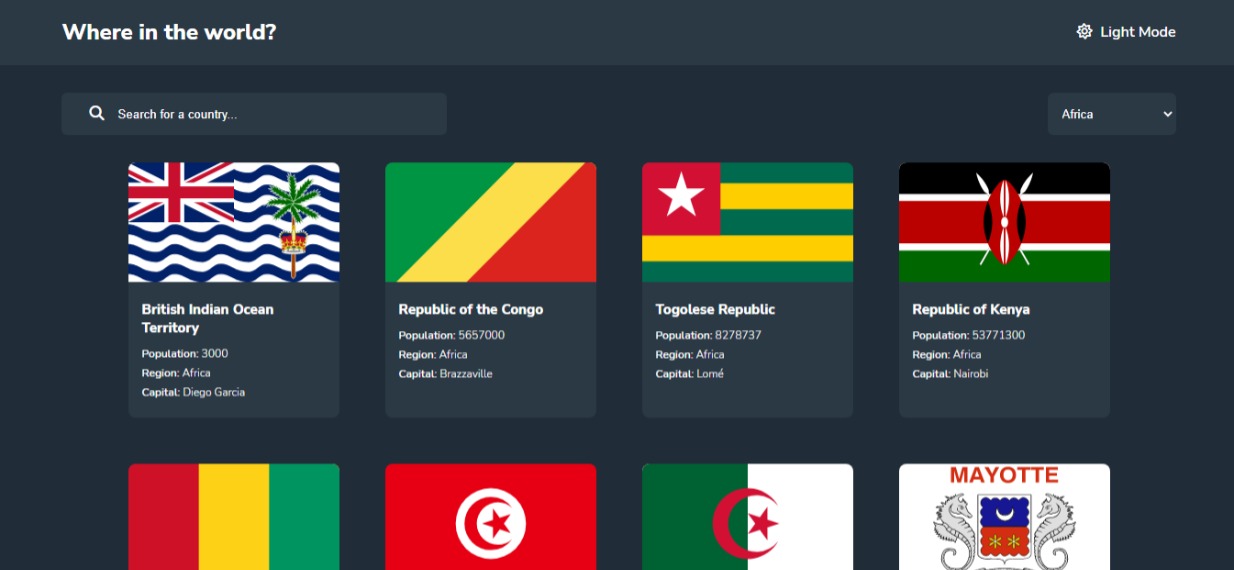 Where in the world?
Light Mode
Search for a country...
Africa
British Indian Ocean
Territory
Population: 3000
Region: Africa
Capital: Diego Garcia
Republic of the Congo
Population: 5657000
Region: Africa
Capital: Brazzaville
Togolese Republic
Population: 8278737
Region: Africa
Capital: Lomé
Republic of Kenya
Population: 53771300
Region: Africa
Capital: Nairobi
MAYOTTE